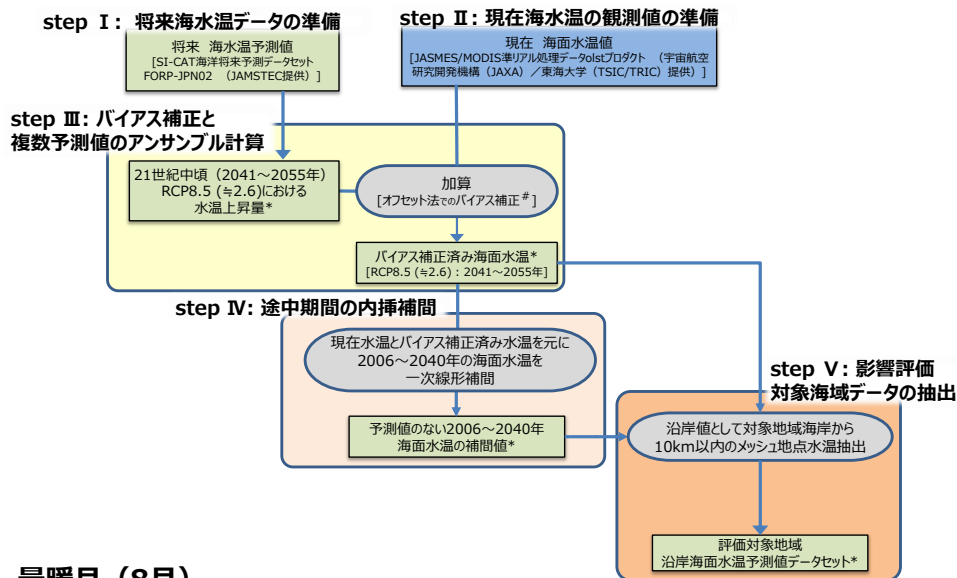 step Ⅰ: 将来海水温データの準備
将来 海水温予測値
[SI-CAT海洋将来予測データセット
FORP-JPN02 （JAMSTEC提供）]
step Ⅱ: 現在海水温の観測値の準備
現在 海面水温値
[JASMES/MODIS準リアル処理データolstプロダクト （宇宙航空
研究開発機構（JAXA）／東海大学（TSIC/TRIC）提供）]
step Ⅲ: バイアス補正と
複数予測値のアンサンブル計算
21世紀中頃（2041～2055年）
RCP8.5 (≒2.6)における
水温上昇量*
加算
[オフセット法でのバイアス補正#]
バイアス補正済み海面水温*
[RCP8.5 (≒2.6)：2041～2055年]
step Ⅳ: 途中期間の内挿補間
現在水温とバイアス補正済み水温を元に
2006～2040年の海面水温を
一次線形補間
予測値のない2006～2040年
海面水温の補間値*
step Ⅴ: 影響評価
対象海域データの抽出
沿岸値として対象地域海岸から
10km以内のメッシュ地点水温抽出
評価対象地域
沿岸海面水温予測値データセット*
最暖月（8月）